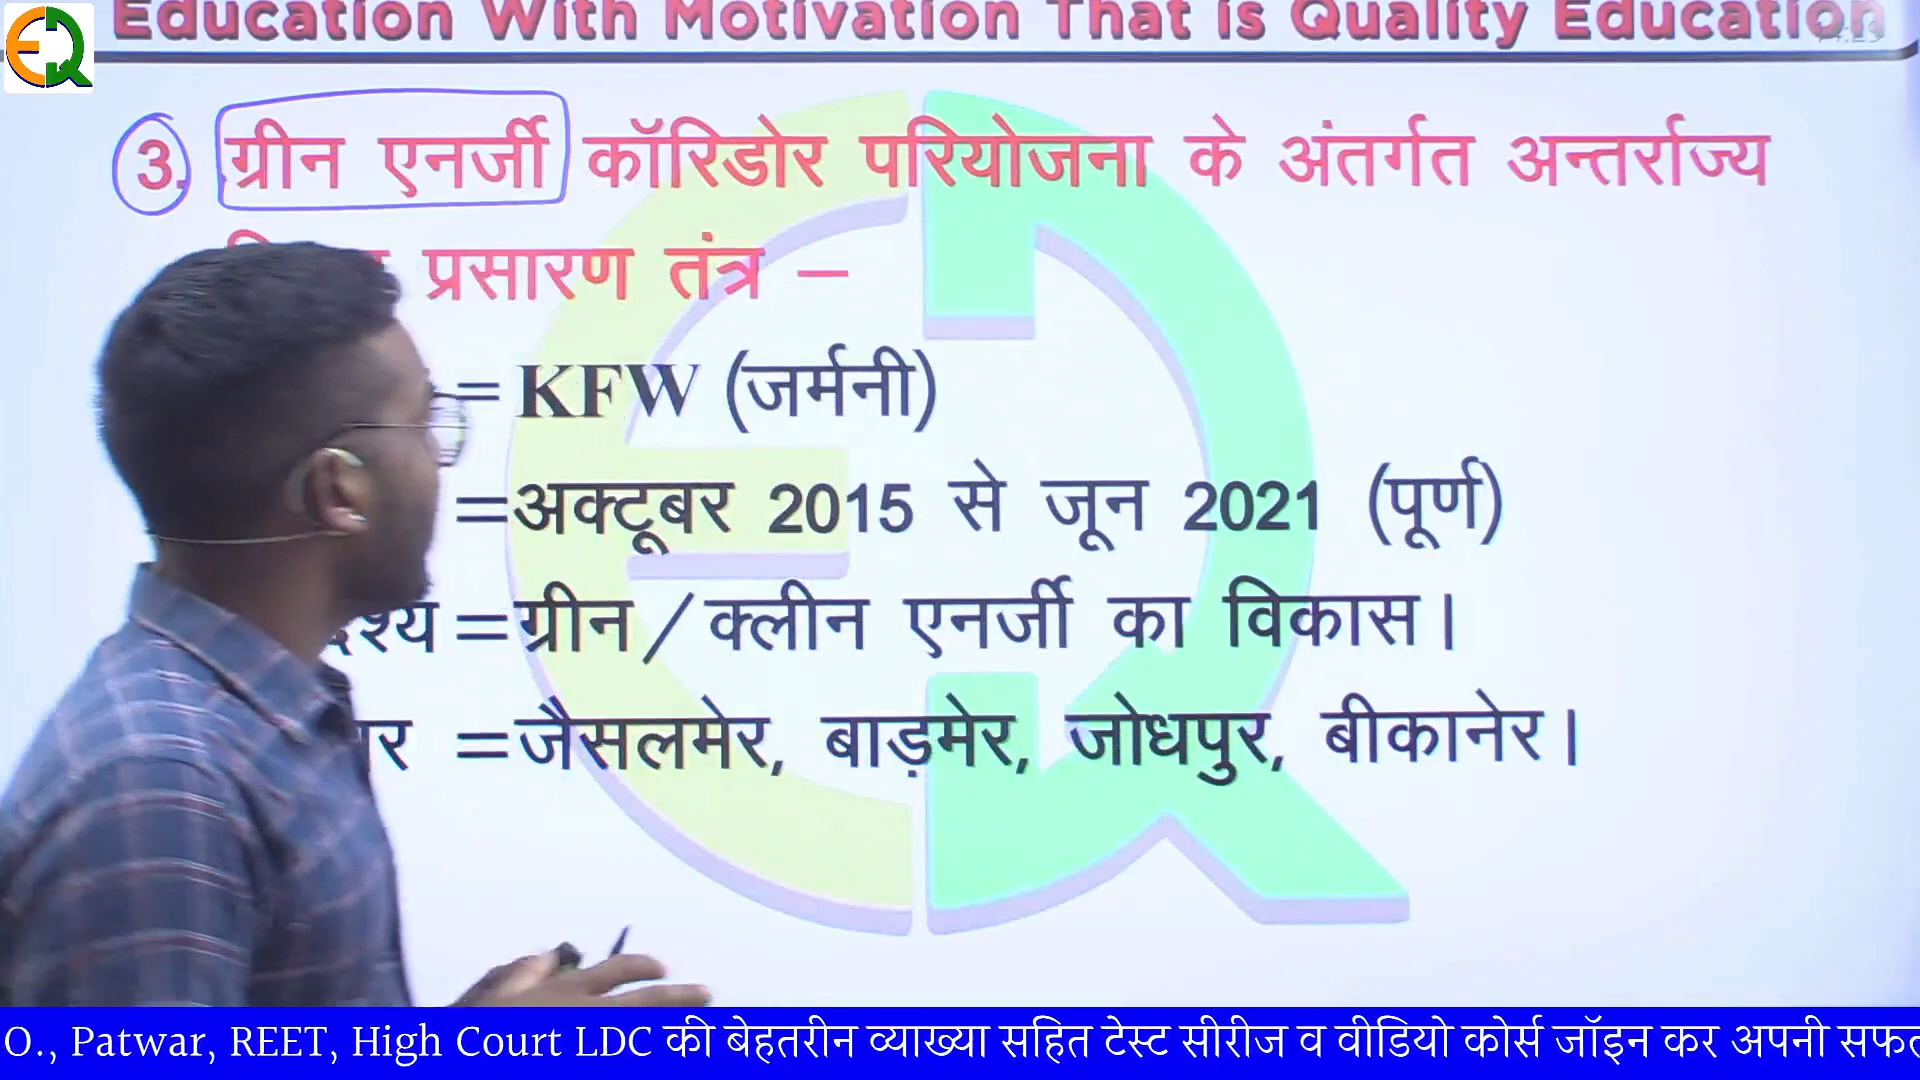 Education With Motivation That is Quality Education
3. ग्रीन एनर्जी कॉरिडोर परियोजना के अंतर्गत अन्तर्राज्य
प्रसारण तंत्र –
= KFW (जर्मनी)
=अक्टूबर 2015 से जून 2021 (पूर्ण)
=ग्रीन/क्लीन एनर्जी का विकास।
=जैसलमेर, बाड़मेर, जोधपुर, बीकानेर।
O., Patwar, REET, High Court LDC की बेहतरीन व्याख्या सहित टेस्ट सीरीज व वीडियो कोर्स जॉइन कर अपनी